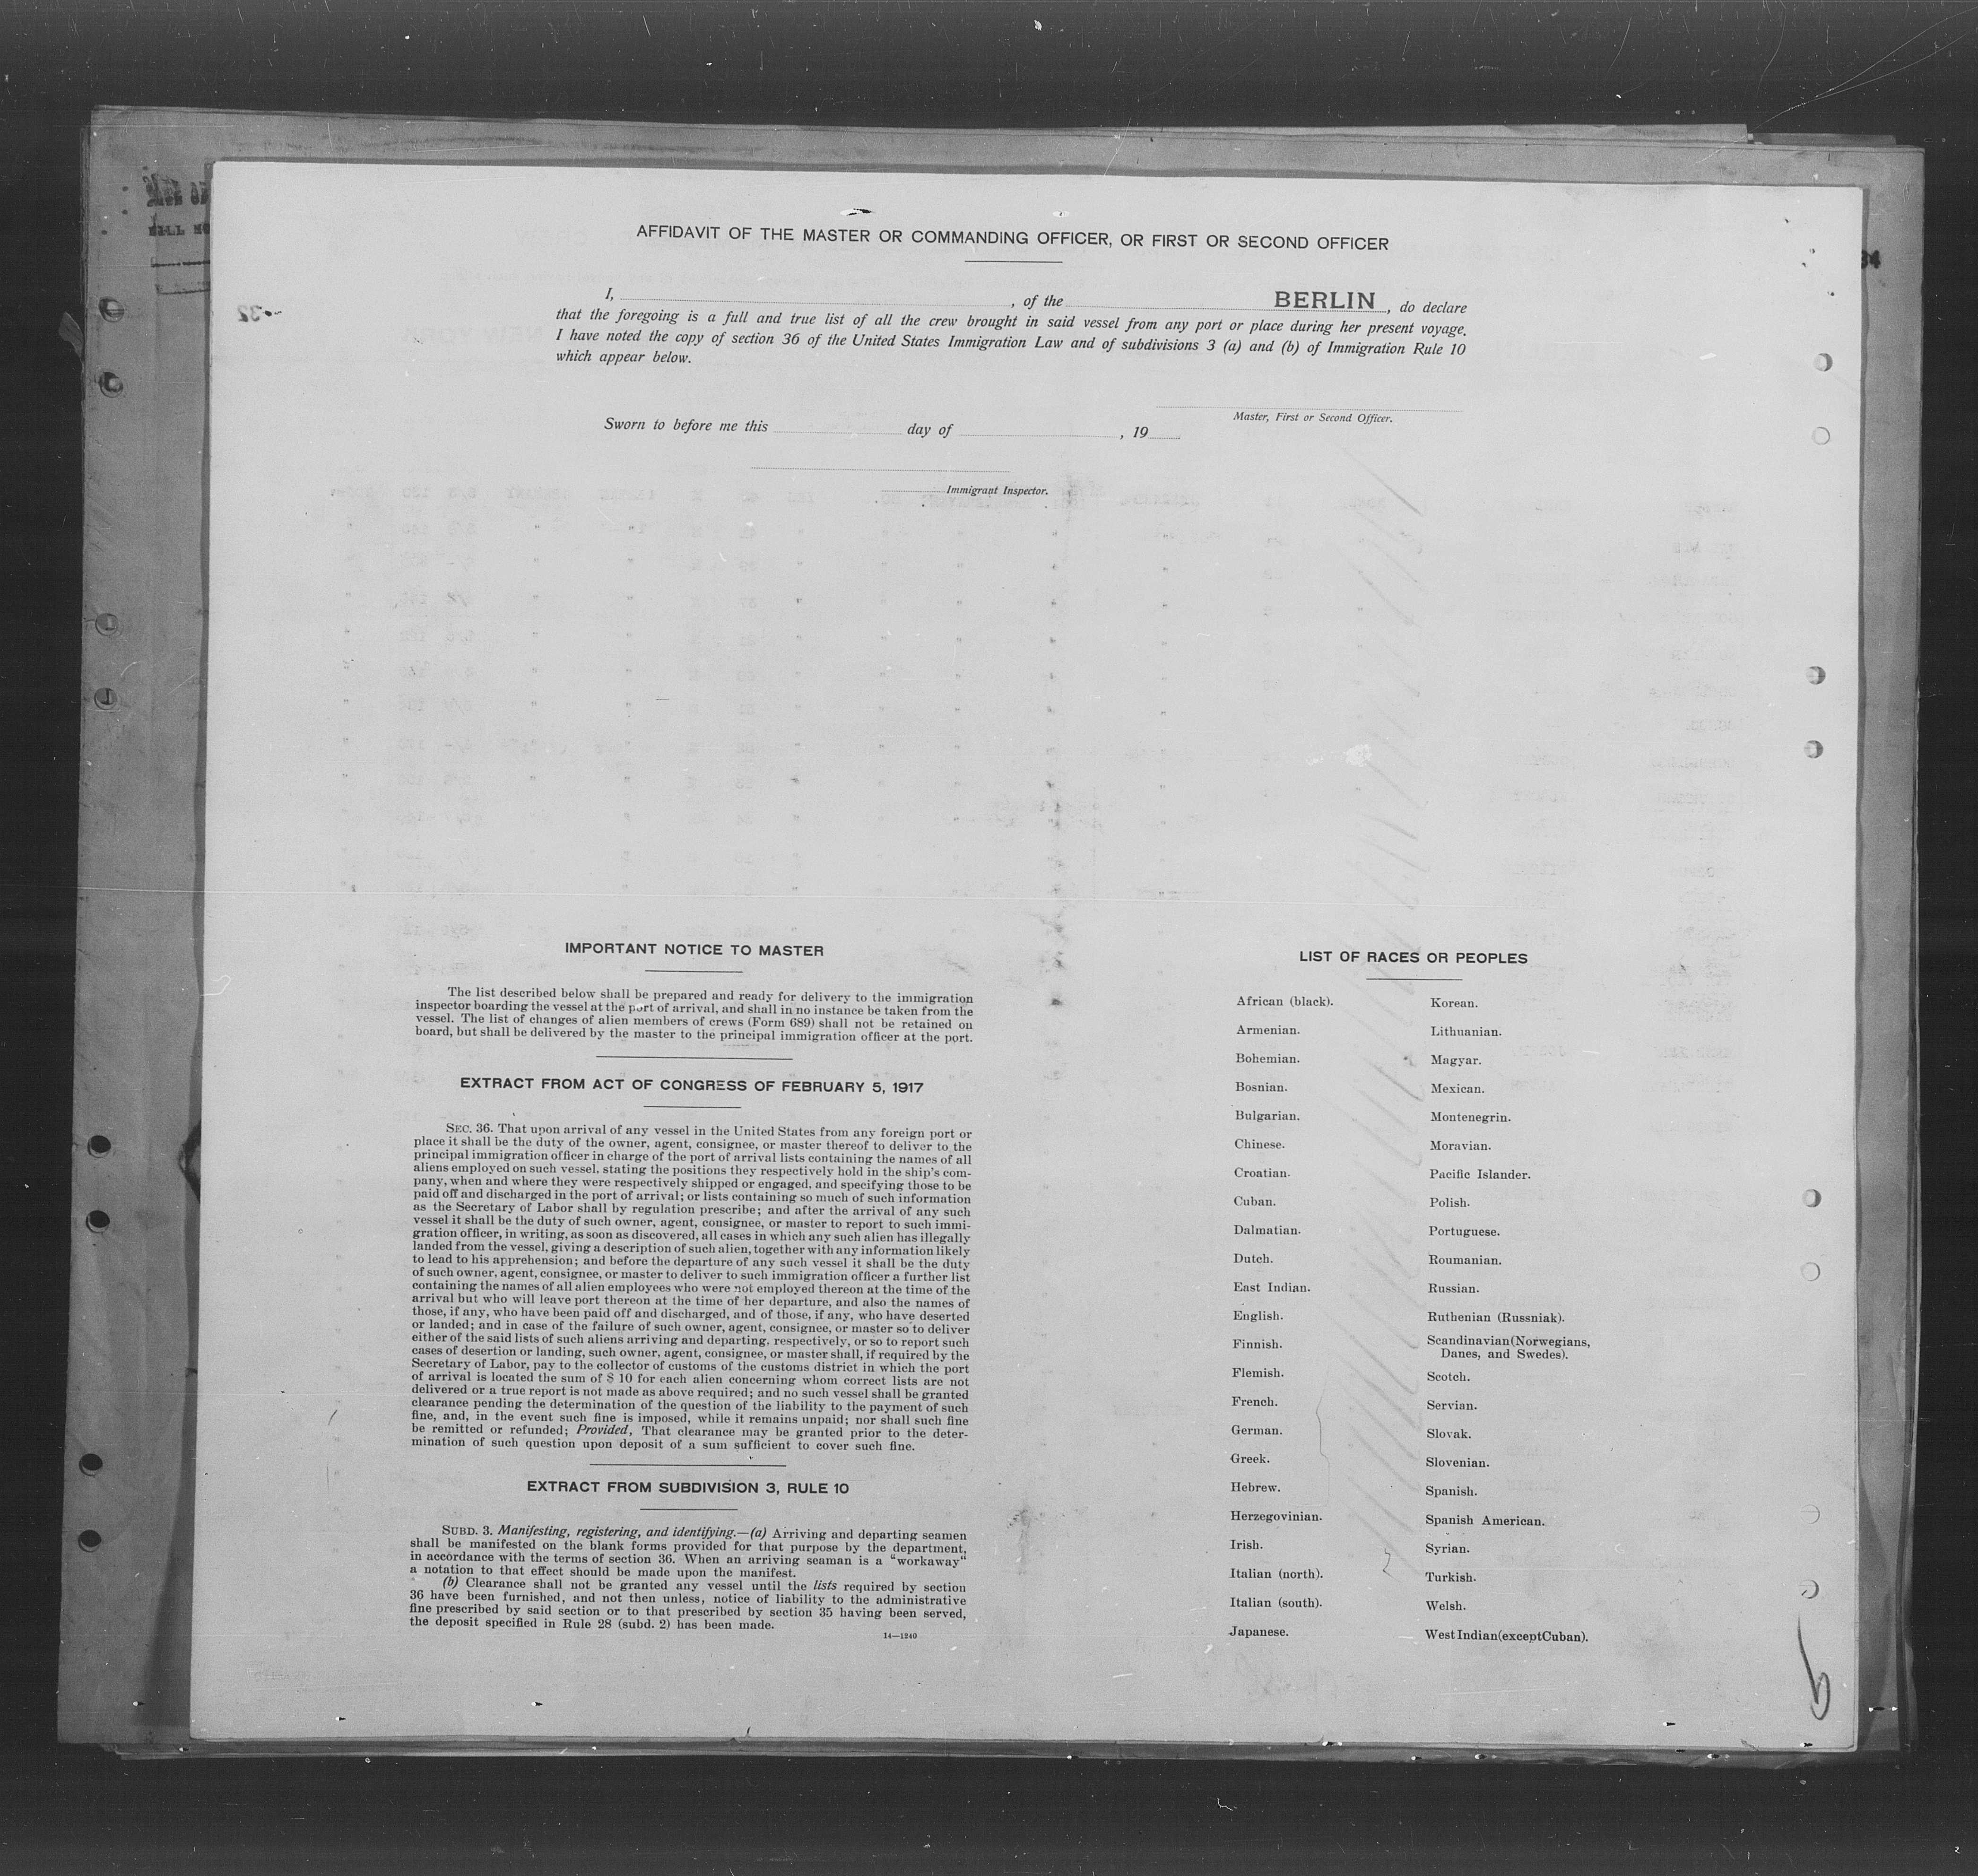 AFFIDAVIT OF THE MASTER OR COMMANDING OFFICER, OR FIRST OR SECOND OFFICER
I, , of the BERLIN , do declare
that the foregoing is a full and true list of all the crew brought in said vessel from any port or place during her present voyage.
I have noted the copy of section 36 of the United States Immigration Law and of subdivisions 3 (a) and (b) of Immigration Rule 10
which appear below.
Master, First or Second Officer.
Sworn to before me this day of , 19
Immigrant Inspector.
IMPORTANT NOTICE TO MASTER
The list described below shall be prepared and ready for delivery to the immigration
inspector boarding the vessel at the port of arrival, and shall in no instance be taken from the
vessel. The list of changes of alien members of crews (Form 689) shall not be retained on
board, but shall be delivered by the master to the principal immigration officer at the port.
EXTRACT FROM ACT OF CONGRESS OF FEBRUARY 5, 1917
SEC. 36. That upon arrival of any vessel in the United States from any foreign port or
place it shall be the duty of the owner, agent, consignee, or master thereof to deliver to the
principal immigration officer in charge of the port of arrival lists containing the names of all
aliens employed on such vessel, stating the positions they respectively hold in the ship's com-
pany, when and where they were respectively shipped or engaged, and specifying those to be
paid off and discharged in the port of arrival; or lists containing so much of such information
as the Secretary of Labor shall by regulation prescribe; and after the arrival of any such
vessel it shall be the duty of such owner, agent, consignee, or master to report to such immi-
gration officer, in writing, as soon as discovered, all cases in which any such alien has illegally
landed from the vessel, giving a description of such alien, together with any information likely
to lead to his apprehension; and before the departure of any such vessel it shall be the duty
of such owner, agent, consignee, or master to deliver to such immigration officer a further list
containing the names of all alien employees who were not employed thereon at the time of the
arrival but who will leave port thereon at the time of her departure, and also the names of
those, if any, who have been paid off and discharged, and of those, if any, who have deserted
or landed; and in case of the failure of such owner, agent, consignee, or master so to deliver
either of the said lists of such aliens arriving and departing, respectively, or so to report such
cases of desertion or landing, such owner, agent, consignee, or master shall, if required by the
Secretary of Labor, pay to the collector of customs of the customs district in which the port
of arrival is located the sum of $ 10 for each alien concerning whom correct lists are not
delivered or a true report is not made as above required; and no such vessel shall be granted
clearance pending the determination of the question of the liability to the payment of such
fine, and, in the event such fine is imposed, while it remains unpaid; nor shall such fine
be remitted or refunded; Provided, That clearance may be granted prior to the deter-
mination of such question upon deposit of a sum sufficient to cover such fine.
EXTRACT FROM SUBDIVISION 3, RULE 10
SUBD. 3. Manifesting, registering, and identifying.—(a) Arriving and departing seamen
shall be manifested on the blank forms provided for that purpose by the department,
in accordance with the terms of section 36. When an arriving seaman is a "workaway"
a notation to that effect should be made upon the manifest.
(b) Clearance shall not be granted any vessel until the lists required by section
36 have been furnished, and not then unless, notice of liability to the administrative
fine prescribed by said section or to that prescribed by section 35 having been served,
the deposit specified in Rule 28 (subd. 2) has been made.
14—1240
LIST OF RACES OR PEOPLES
African (black).
Armenian.
Bohemian.
Bosnian.
Bulgarian.
Chinese.
Croatian.
Cuban.
Dalmatian.
Dutch.
East Indian.
English.
Finnish.
Flemish.
French.
German.
Greek.
Hebrew.
Herzegovinian.
Irish.
Italian (north).
Italian (south).
Japanese.
Korean.
Lithuanian.
Magyar.
Mexican.
Montenegrin.
Moravian.
Pacific Islander.
Polish.
Portuguese.
Roumanian.
Russian.
Ruthenian (Russniak).
Scandinavian (Norwegians,
Danes, and Swedes).
Scotch.
Servian.
Slovak.
Slovenian.
Spanish.
Spanish American.
Syrian.
Turkish.
Welsh.
West Indian (except Cuban).